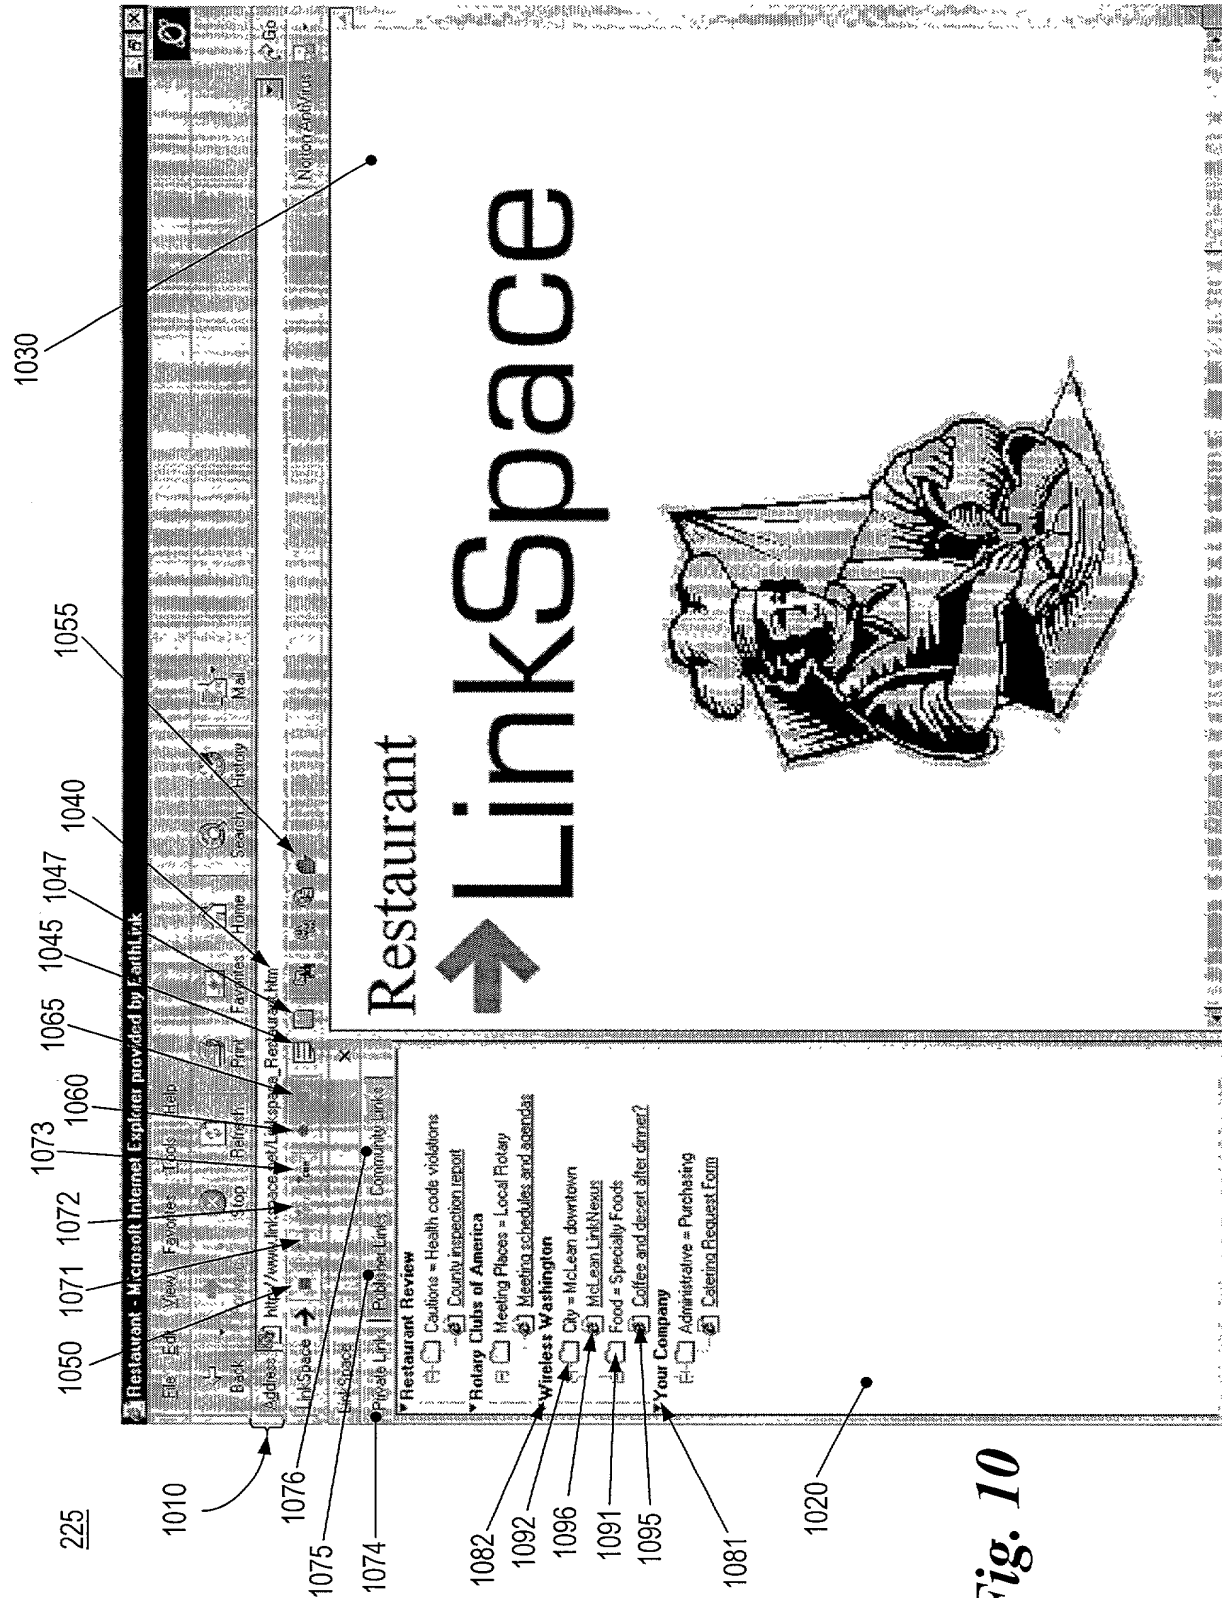 225
1010
1050
1071
1072
1073
1060
1065
1045
1047
1040
1055
1030
Restaurant - Microsoft Internet Explorer provided by EarthLink
File Edit View Favorites Tools Help
Back Stop Refresh Home Search Favorites History Mail Print
Address http://www.linkspace.net/Linkspace_Restaurant.htm Go
LinkSpace Norton AntiVirus
LinkSpace
Private Links Publisher Links Community Links
Restaurant Review
Cautions = Health code violations
County inspection report
Rotary Clubs of America
Meeting Places = Local Rotary
Meeting schedules and agendas
Wireless Washington
City = McLean downtown
McLean LinkNexus
Food = Specialty Foods
Coffee and desert after dinner?
Your Company
Administrative = Purchasing
Catering Request Form
Restaurant
LinkSpace
1076
1075
1074
1082
1092
1096
1091
1095
1081
1020
Fig. 10